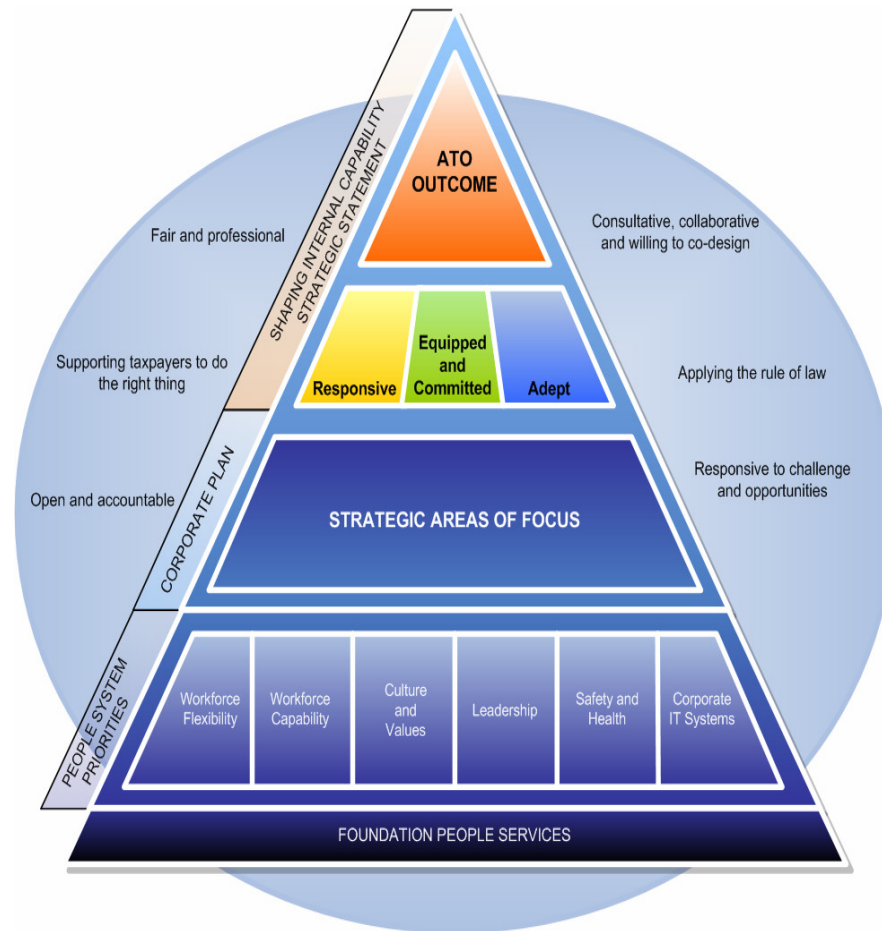 ATO
OUTCOME
SHAPING INTERNAL CAPABILITY
STRATEGIC STATEMENT
Fair and professional
Consultative, collaborative
and willing to co-design
Supporting taxpayers to do
the right thing
Responsive
Equipped
and
Committed
Adept
Applying the rule of law
CORPORATE PLAN
Open and accountable
STRATEGIC AREAS OF FOCUS
Responsive to challenge
and opportunities
PEOPLE SYSTEM
PRIORITIES
Workforce
Flexibility
Workforce
Capability
Culture
and
Values
Leadership
Safety and
Health
Corporate
IT Systems
FOUNDATION PEOPLE SERVICES